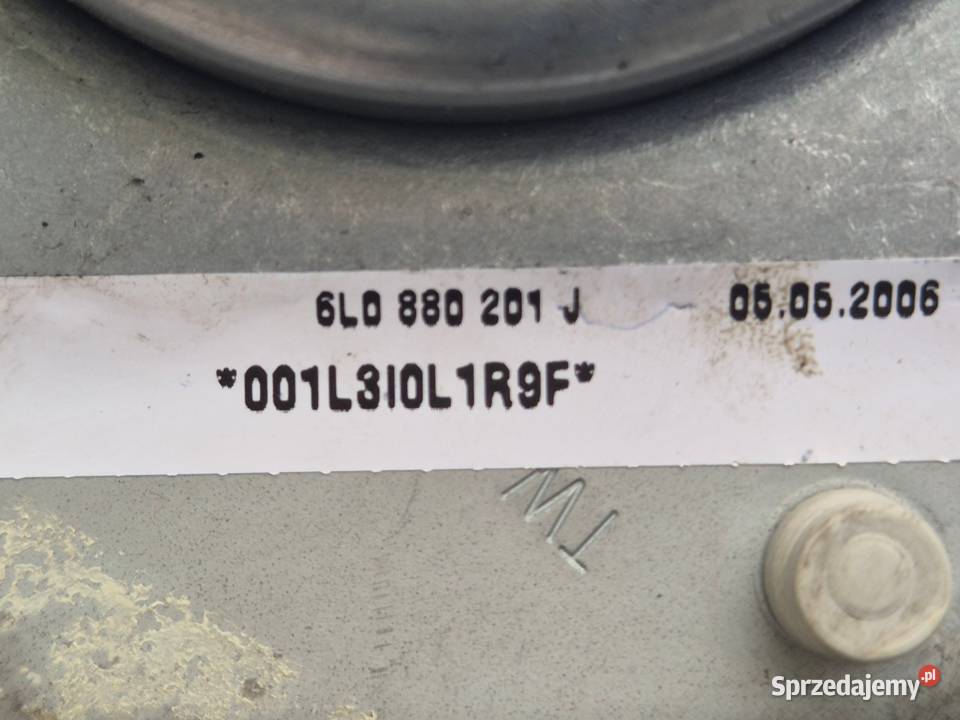 6L0 880 201 J 05.05.2006
*001L3I0L1R9F*
TW
Sprzedajemy.pl